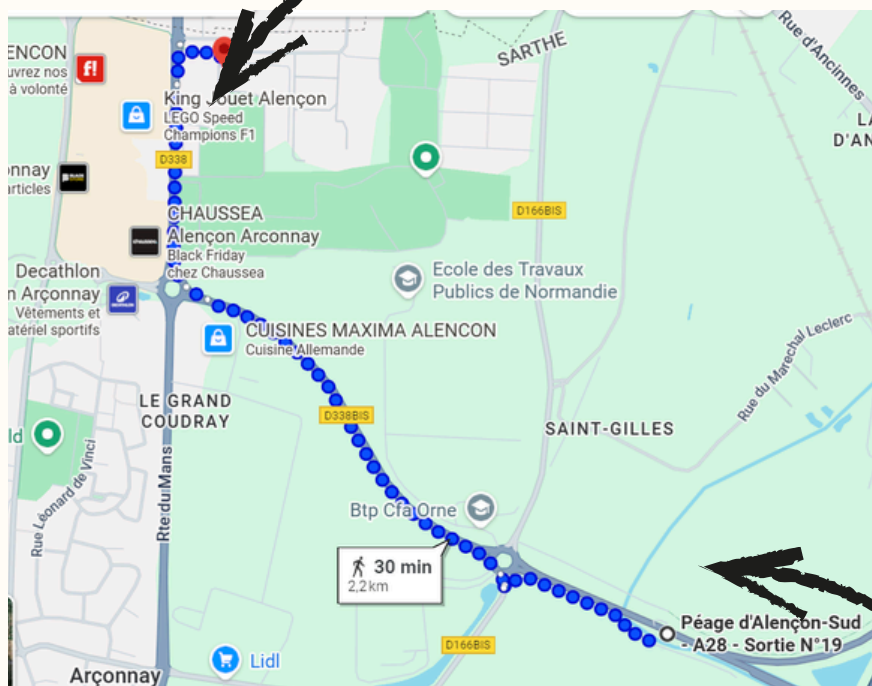 ENCON
uvrez nos
à volonté
f!
Rue d'Ancinnes
SARTHE
King Jouet Alençon
LEGO Speed
Champions F1
D338
onnay
articles
D166BIS
CHAUSSEA
Alençon Arconnay
Black Friday
chez Chaussea
Ecole des Travaux
Publics de Normandie
Decathlon
n Arçonnay
Vêtements et
atériel sportifs
CUISINES MAXIMA ALENCON
Cuisine Allemande
Rue du Marechal Leclerc
LE GRAND
COUDRAY
D338BIS
SAINT-GILLES
ld
Rue Léonard de Vinci
Rte du Mans
Btp Cfa Orne
30 min
2,2 km
Péage d'Alençon-Sud
- A28 - Sortie N°19
D166BIS
Lidl
Arçonnay